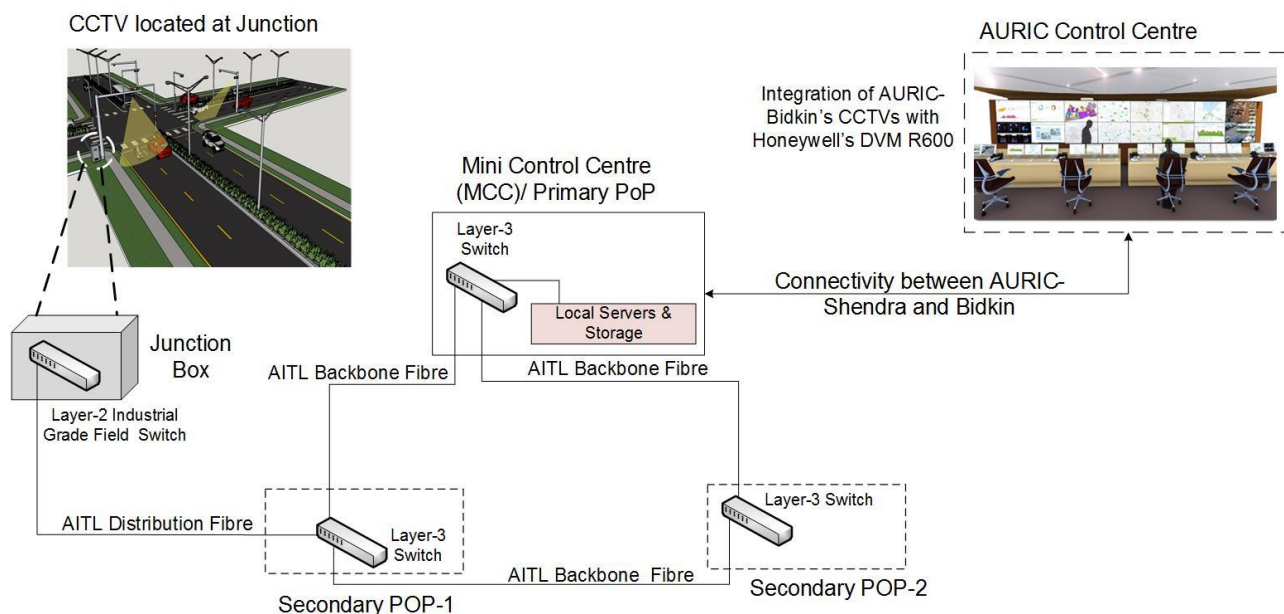 CCTV located at Junction
AURIC Control Centre
Integration of AURIC-
Bidkin's CCTVs with
Honeywell's DVM R600
Mini Control Centre
(MCC)/ Primary PoP
Layer-3
Switch
Local Servers &
Storage
Connectivity between AURIC-
Shendra and Bidkin
Junction
Box
Layer-2 Industrial
Grade Field Switch
AITL Backbone Fibre
AITL Backbone Fibre
AITL Distribution Fibre
Layer-3
Switch
Secondary POP-1
AITL Backbone Fibre
Layer-3 Switch
Secondary POP-2